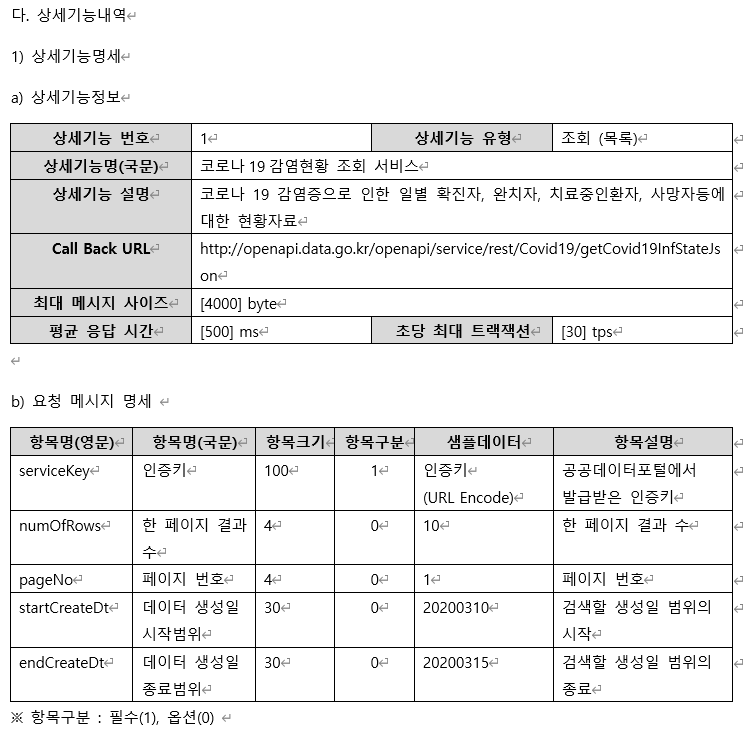 다. 상세기능내역
1) 상세기능명세
a) 상세기능정보
상세기능 번호 1 상세기능 유형 조회 (목록)
상세기능명(국문) 코로나 19 감염현황 조회 서비스
상세기능 설명 코로나 19 감염증으로 인한 일별 확진자, 완치자, 치료중인환자, 사망자등에
대한 현황자료
Call Back URL http://openapi.data.go.kr/openapi/service/rest/Covid19/getCovid19InfStateJs
on
최대 메시지 사이즈 [4000] byte
평균 응답 시간 [500] ms 초당 최대 트랙잭션 [30] tps
b) 요청 메시지 명세
항목명(영문) 항목명(국문) 항목크기 항목구분 샘플데이터 항목설명
serviceKey 인증키 100 1 인증키 공공데이터포털에서
(URL Encode) 발급받은 인증키
numOfRows 한 페이지 결과 4 0 10 한 페이지 결과 수
수
pageNo 페이지 번호 4 0 1 페이지 번호
startCreateDt 데이터 생성일 30 0 20200310 검색할 생성일 범위의
시작범위 시작
endCreateDt 데이터 생성일 30 0 20200315 검색할 생성일 범위의
종료범위 종료
※ 항목구분 : 필수(1), 옵션(0)